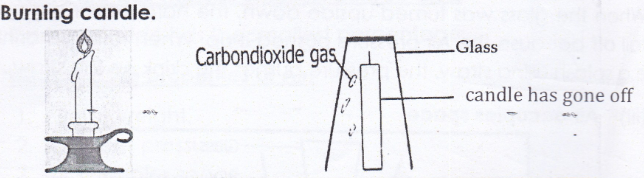 Burning candle.
Carbondioxide gas
Glass
candle has gone off